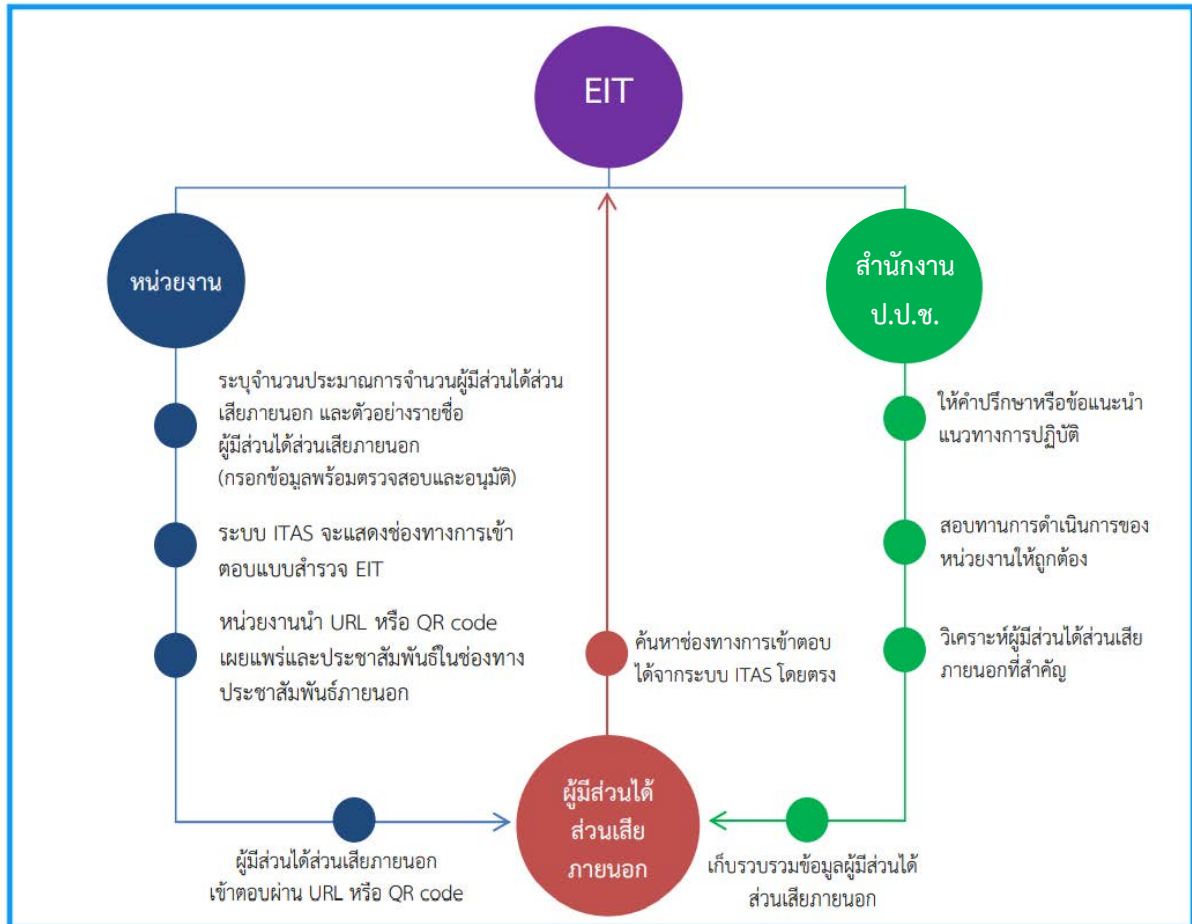 EIT
หน่วยงาน
สำนักงาน
ป.ป.ช.
ระบุจำนวนประมาณการจำนวนผู้มีส่วนได้ส่วน
เสียภายนอก และตัวอย่างรายชื่อ
ผู้มีส่วนได้ส่วนเสียภายนอก
(กรอกข้อมูลพร้อมตรวจสอบและอนุมัติ)
ระบบ ITAS จะแสดงช่องทางการเข้า
ตอบแบบสำรวจ EIT
หน่วยงานนำ URL หรือ QR code
เผยแพร่และประชาสัมพันธ์ในช่องทาง
ประชาสัมพันธ์ภายนอก
ให้คำปรึกษาหรือข้อแนะนำ
แนวทางการปฏิบัติ
สอบทานการดำเนินการของ
หน่วยงานให้ถูกต้อง
วิเคราะห์ผู้มีส่วนได้ส่วนเสีย
ภายนอกที่สำคัญ
ค้นหาช่องทางการเข้าตอบ
ได้จากระบบ ITAS โดยตรง
ผู้มีส่วนได้
ส่วนเสีย
ภายนอก
ผู้มีส่วนได้ส่วนเสียภายนอก
เข้าตอบผ่าน URL หรือ QR code
เก็บรวบรวมข้อมูลผู้มีส่วนได้
ส่วนเสียภายนอก